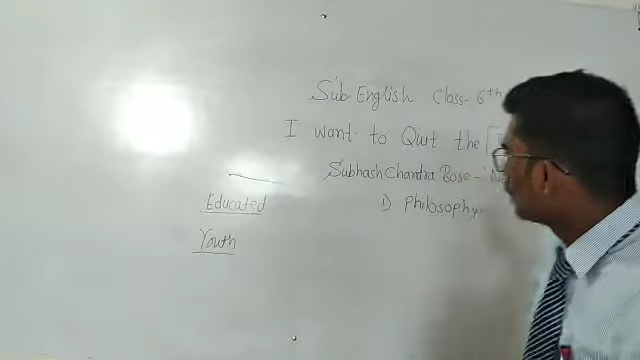 Sub English Class- 6th
I want to Quit the
Subhash Chandra Bose -
Educated
1) Philosophy
Youth